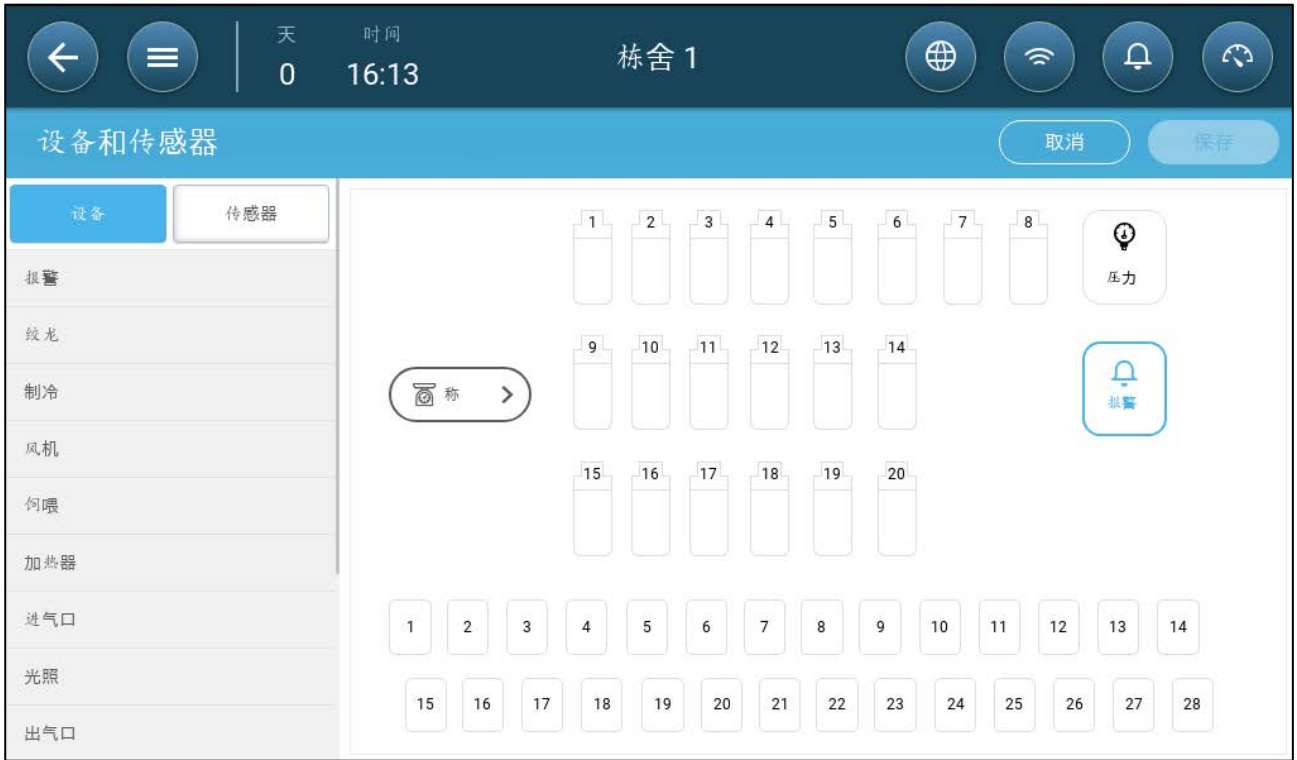 天 时间
0 16:13 栋舍 1
设备和传感器 取消 保存
设备 传感器
报警
绞龙
制冷
风机
饲喂
加热器
进气口
光照
出气口
1 2 3 4 5 6 7 8
压力
9 10 11 12 13 14
称
报警
15 16 17 18 19 20
1 2 3 4 5 6 7 8 9 10 11 12 13 14
15 16 17 18 19 20 21 22 23 24 25 26 27 28